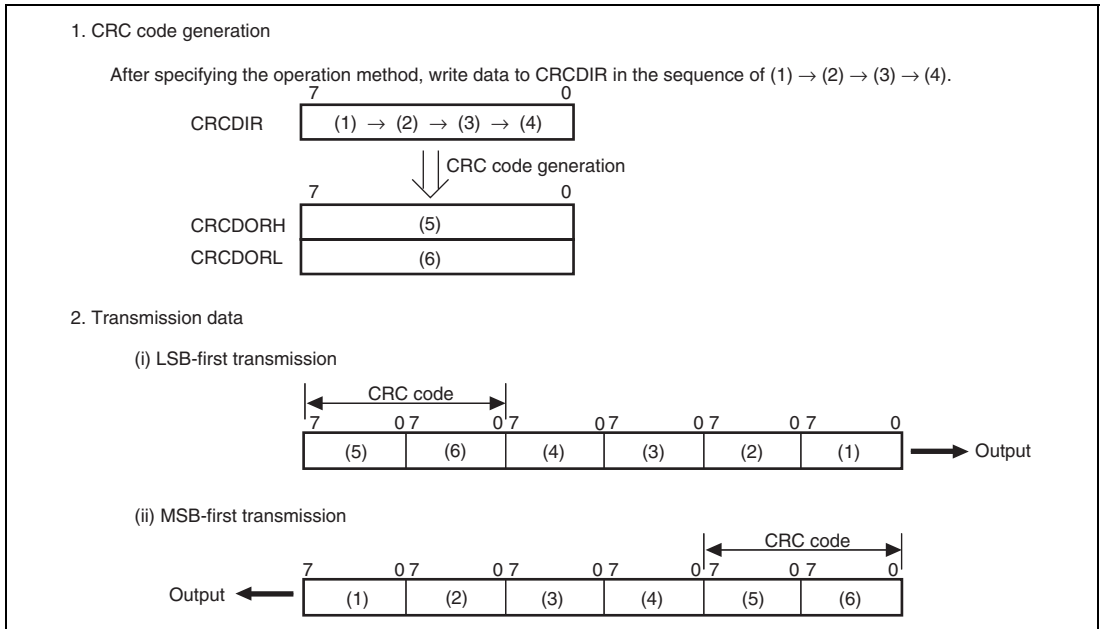 1. CRC code generation
After specifying the operation method, write data to CRCDIR in the sequence of (1) → (2) → (3) → (4).
7 0
CRCDIR (1) → (2) → (3) → (4)
CRC code generation
7 0
CRCDORH (5)
CRCDORL (6)
2. Transmission data
(i) LSB-first transmission
CRC code
7 0 7 0 7 0 7 0 7 0 7 0
(5) (6) (4) (3) (2) (1) Output
(ii) MSB-first transmission
CRC code
7 0 7 0 7 0 7 0 7 0 7 0
Output (1) (2) (3) (4) (5) (6)